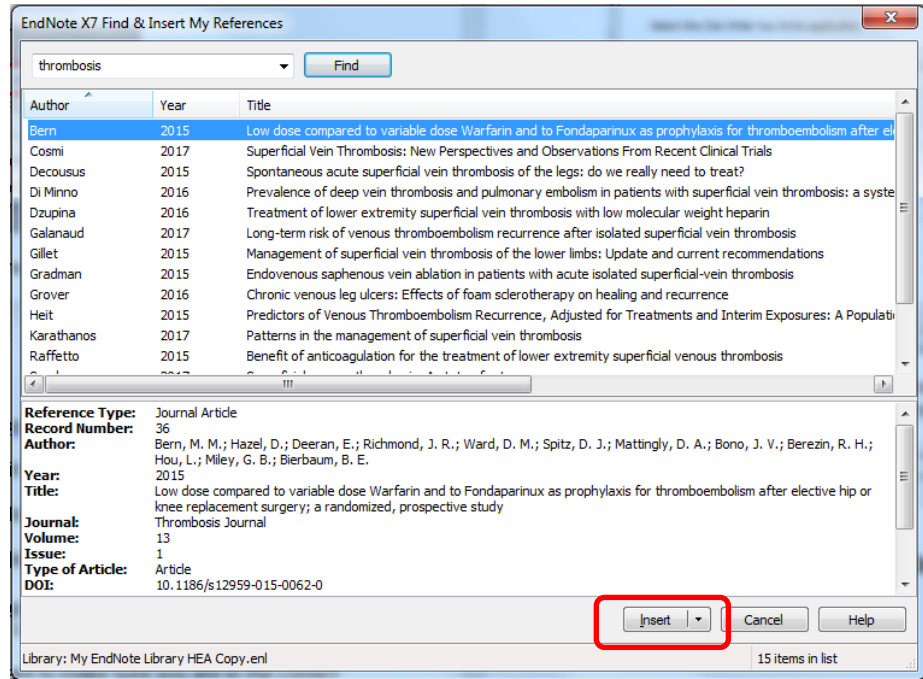 EndNote X7 Find & Insert My References
thrombosis Find
Author Year Title
Bern 2015 Low dose compared to variable dose Warfarin and to Fondaparinux as prophylaxis for thromboembolism after
Cosmi 2017 Superficial Vein Thrombosis: New Perspectives and Observations From Recent Clinical Trials
Decousus 2015 Spontaneous acute superficial vein thrombosis of the legs: do we really need to treat?
Di Minno 2016 Prevalence of deep vein thrombosis and pulmonary embolism in patients with superficial vein thrombosis: a syste
Dzupina 2016 Treatment of lower extremity superficial vein thrombosis with low molecular weight heparin
Galanaud 2017 Long-term risk of venous thromboembolism recurrence after isolated superficial vein thrombosis
Gillet 2015 Management of superficial vein thrombosis of the lower limbs: Update and current recommendations
Gradman 2015 Endovenous saphenous vein ablation in patients with acute isolated superficial-vein thrombosis
Grover 2016 Chronic venous leg ulcers: Effects of foam sclerotherapy on healing and recurrence
Heit 2015 Predictors of Venous Thromboembolism Recurrence, Adjusted for Treatments and Interim Exposures: A Populati
Karathanos 2017 Patterns in the management of superficial vein thrombosis
Raffetto 2015 Benefit of anticoagulation for the treatment of lower extremity superficial venous thrombosis
Reference Type: Journal Article
Record Number: 36
Author: Bern, M. M.; Hazel, D.; Deeran, E.; Richmond, J. R.; Ward, D. M.; Spitz, D. J.; Mattingly, D. A.; Bono, J. V.; Berezin, R. H.;
Hou, L.; Miley, G. B.; Bierbaum, B. E.
Year: 2015
Title: Low dose compared to variable dose Warfarin and to Fondaparinux as prophylaxis for thromboembolism after elective hip or
knee replacement surgery; a randomized, prospective study
Journal: Thrombosis Journal
Volume: 13
Issue: 1
Type of Article: Article
DOI: 10.1186/s12959-015-0062-0
Insert Cancel Help
Library: My EndNote Library HEA Copy.enl 15 items in list